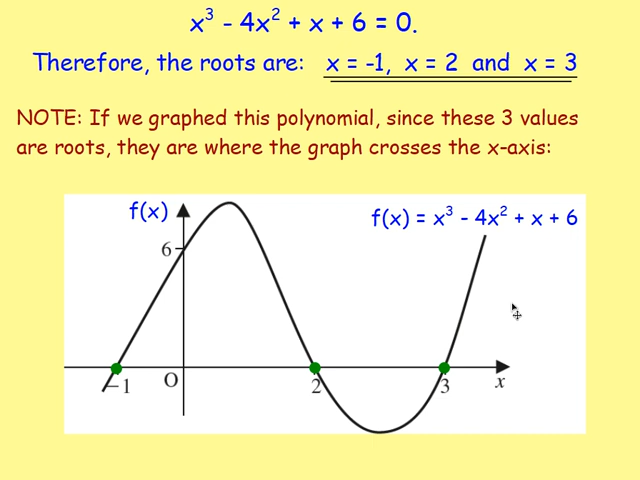 x³ - 4x² + x + 6 = 0.
Therefore, the roots are: x = -1, x = 2 and x = 3
NOTE: If we graphed this polynomial, since these 3 values
are roots, they are where the graph crosses the x-axis:
f(x)
f(x) = x³ - 4x² + x + 6
6
-1
O
2
3
x